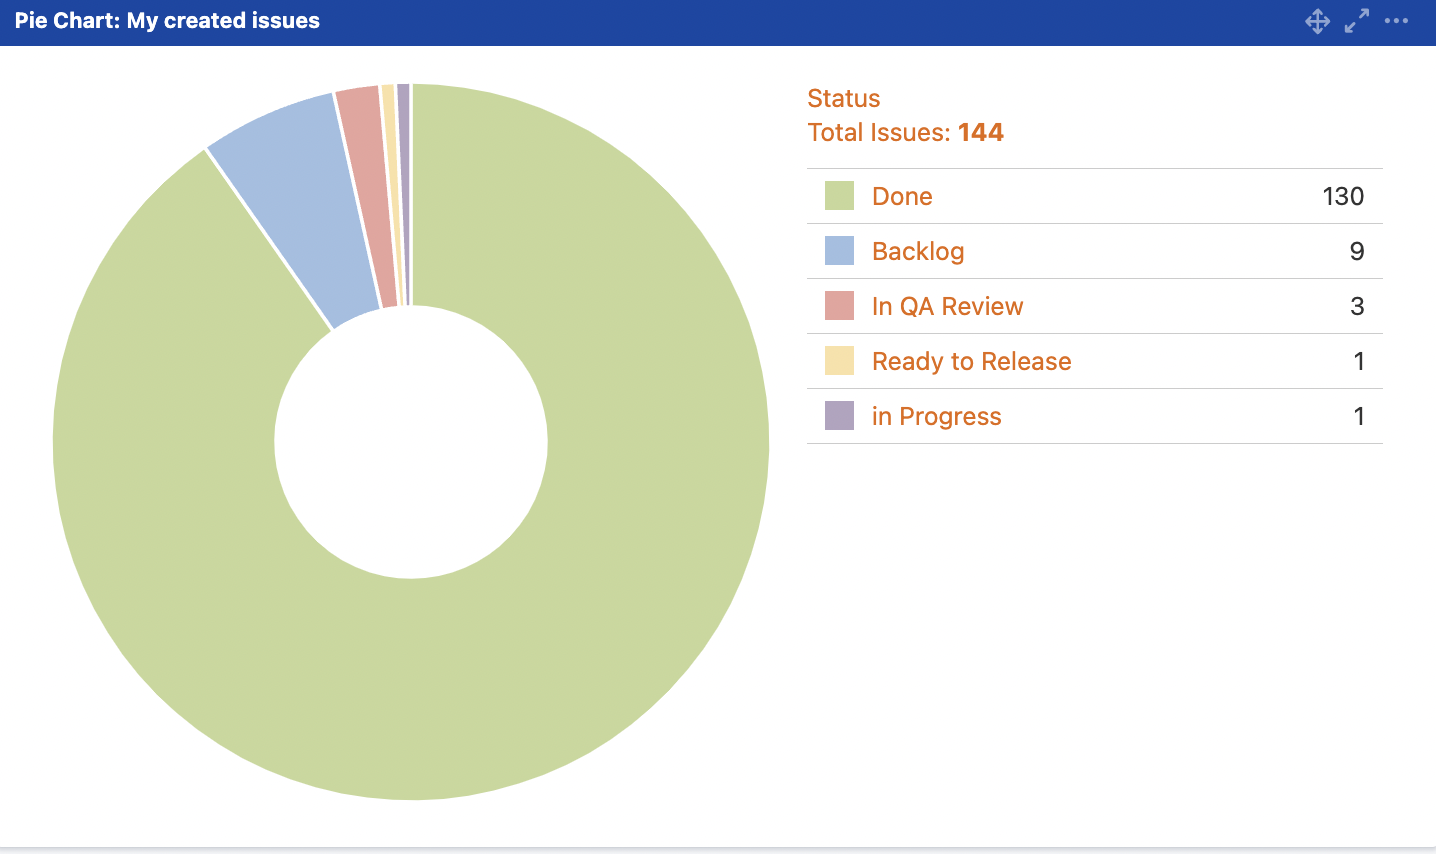 Pie Chart: My created issues
Status
Total Issues: 144
Done 130
Backlog 9
In QA Review 3
Ready to Release 1
in Progress 1